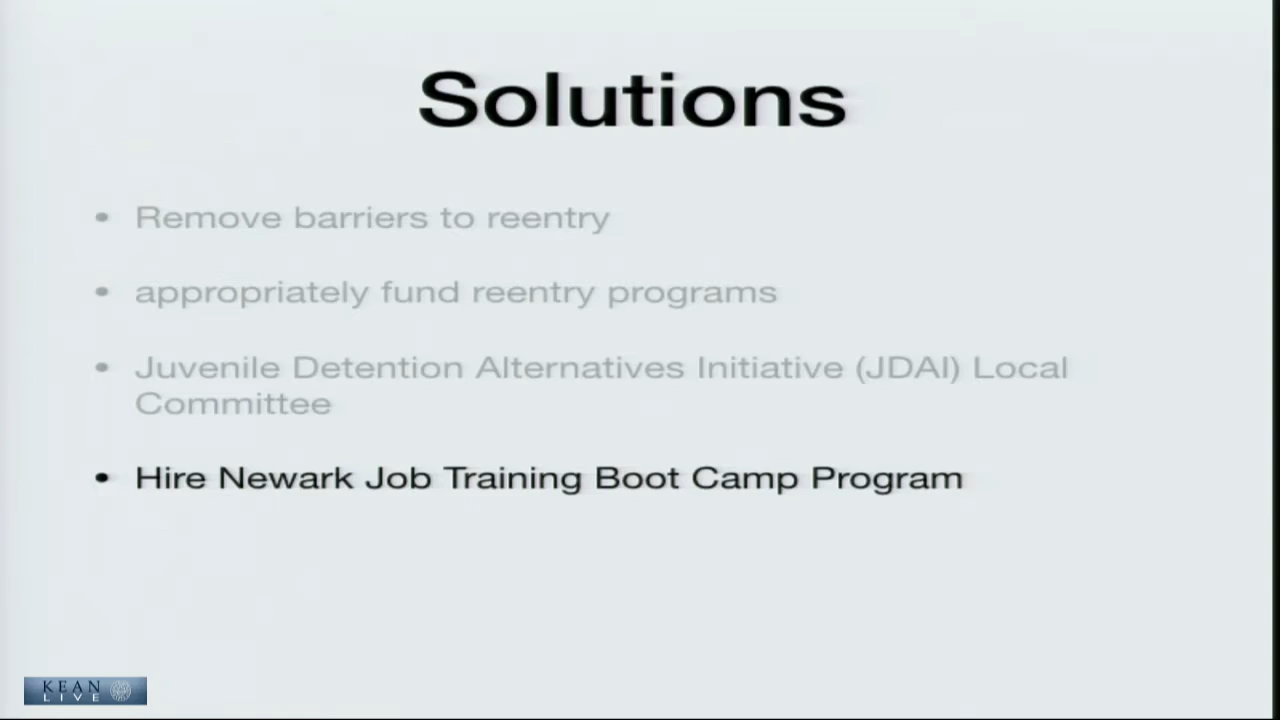 Solutions
• Remove barriers to reentry
• appropriately fund reentry programs
• Juvenile Detention Alternatives Initiative (JDAI) Local
Committee
• Hire Newark Job Training Boot Camp Program
KEAN
LIVE